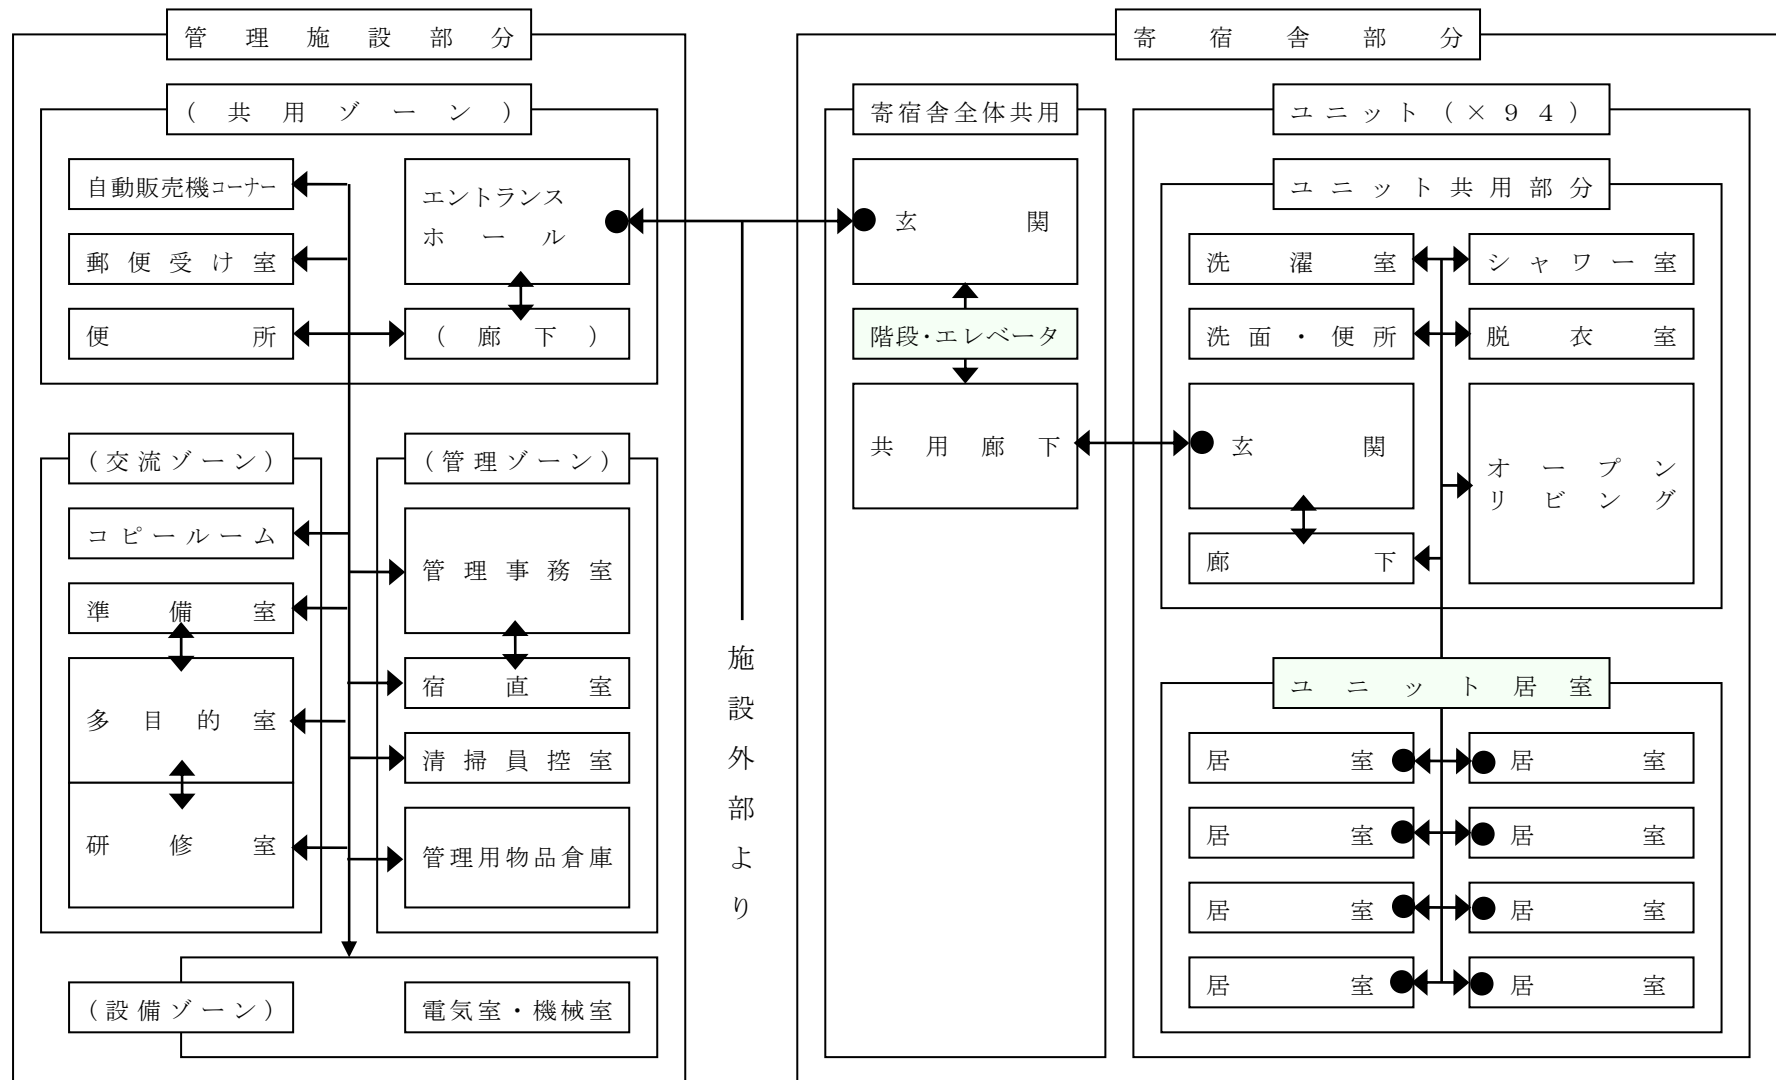 管理施設部分
(共用ゾーン)
自動販売機コーナー
郵便受け室
便所
エントランス
ホール
(廊下)
(交流ゾーン)
コピールーム
準備室
多目的室
研修室
(管理ゾーン)
管理事務室
宿直室
清掃員控室
管理用物品倉庫
(設備ゾーン)
電気室・機械室
施設外部より
寄宿舎部分
寄宿舎全体共用
玄関
階段・エレベータ
共用廊下
ユニット(×94)
ユニット共用部分
洗濯室
シャワー室
洗面・便所
脱衣室
玄関
オープン
リビング
廊下
ユニット居室
居室
居室
居室
居室
居室
居室
居室
居室